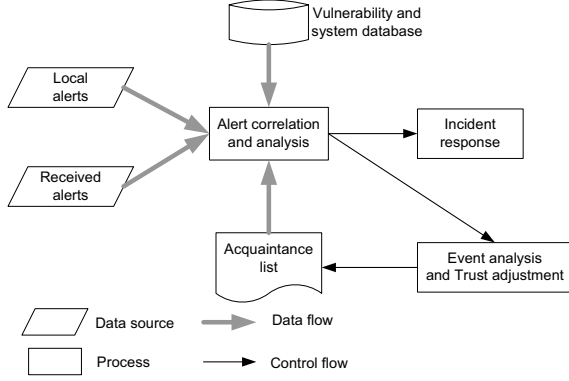 Vulnerability and
system database
Local
alerts
Alert correlation
and analysis
Incident
response
Received
alerts
Acquaintance
list
Event analysis
and Trust adjustment
Data source
Data flow
Process
Control flow